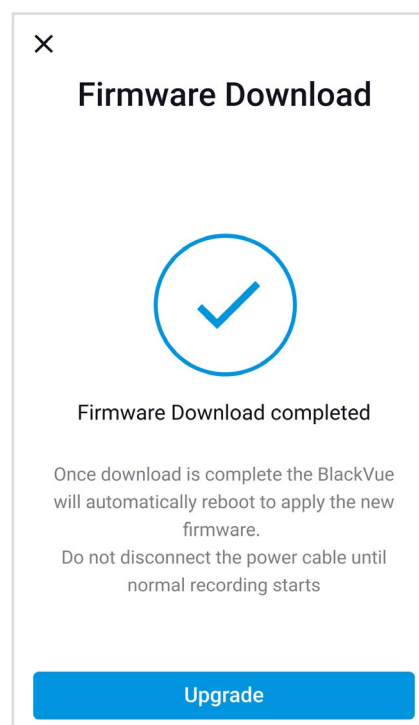 Firmware Download
Firmware Download completed
Once download is complete the BlackVue
will automatically reboot to apply the new
firmware.
Do not disconnect the power cable until
normal recording starts
Upgrade